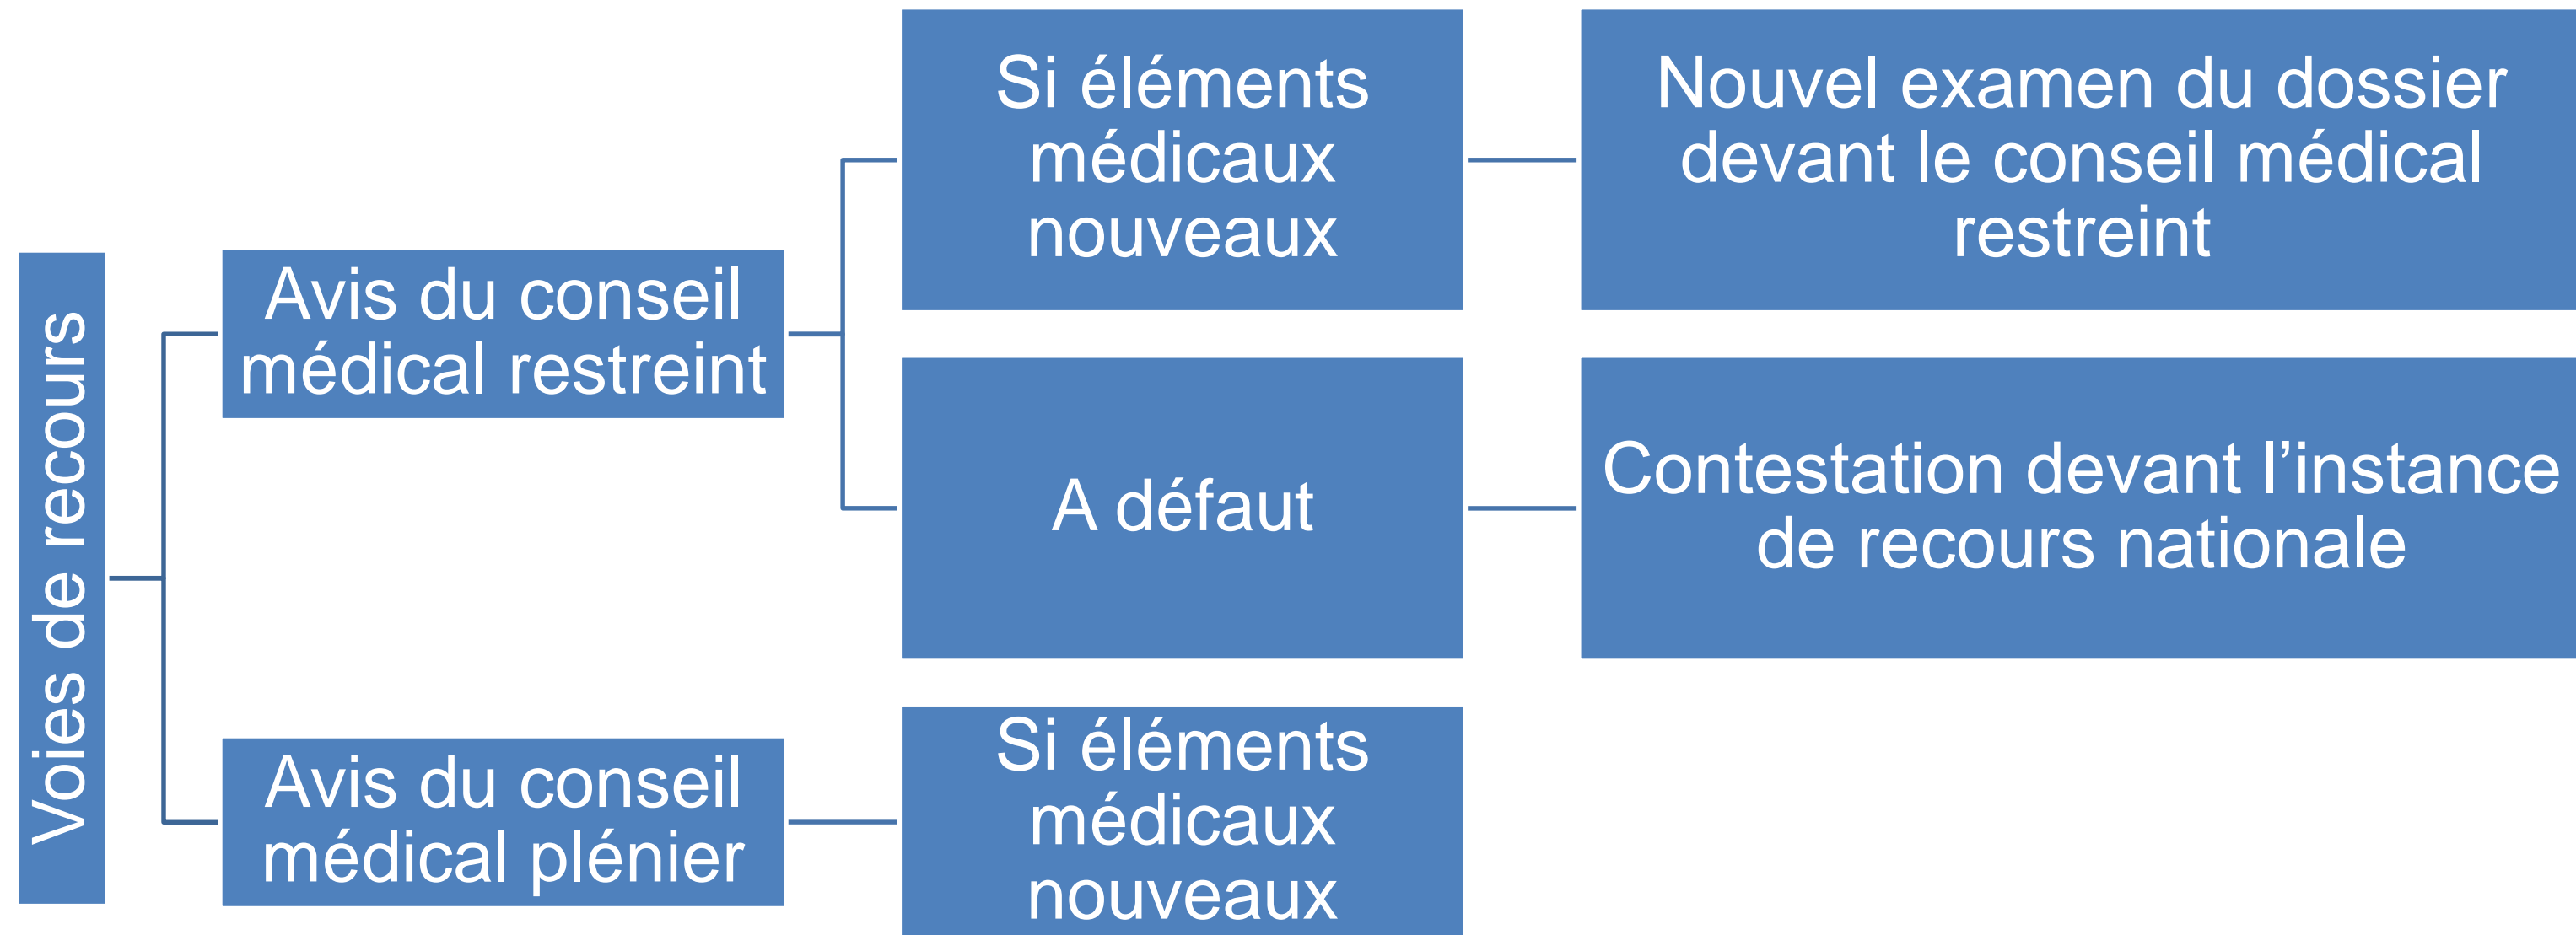 Voies de recours
Avis du conseil
médical restreint
Si éléments
médicaux
nouveaux
Nouvel examen du dossier
devant le conseil médical
restreint
A défaut
Contestation devant l’instance
de recours nationale
Avis du conseil
médical plénier
Si éléments
médicaux
nouveaux